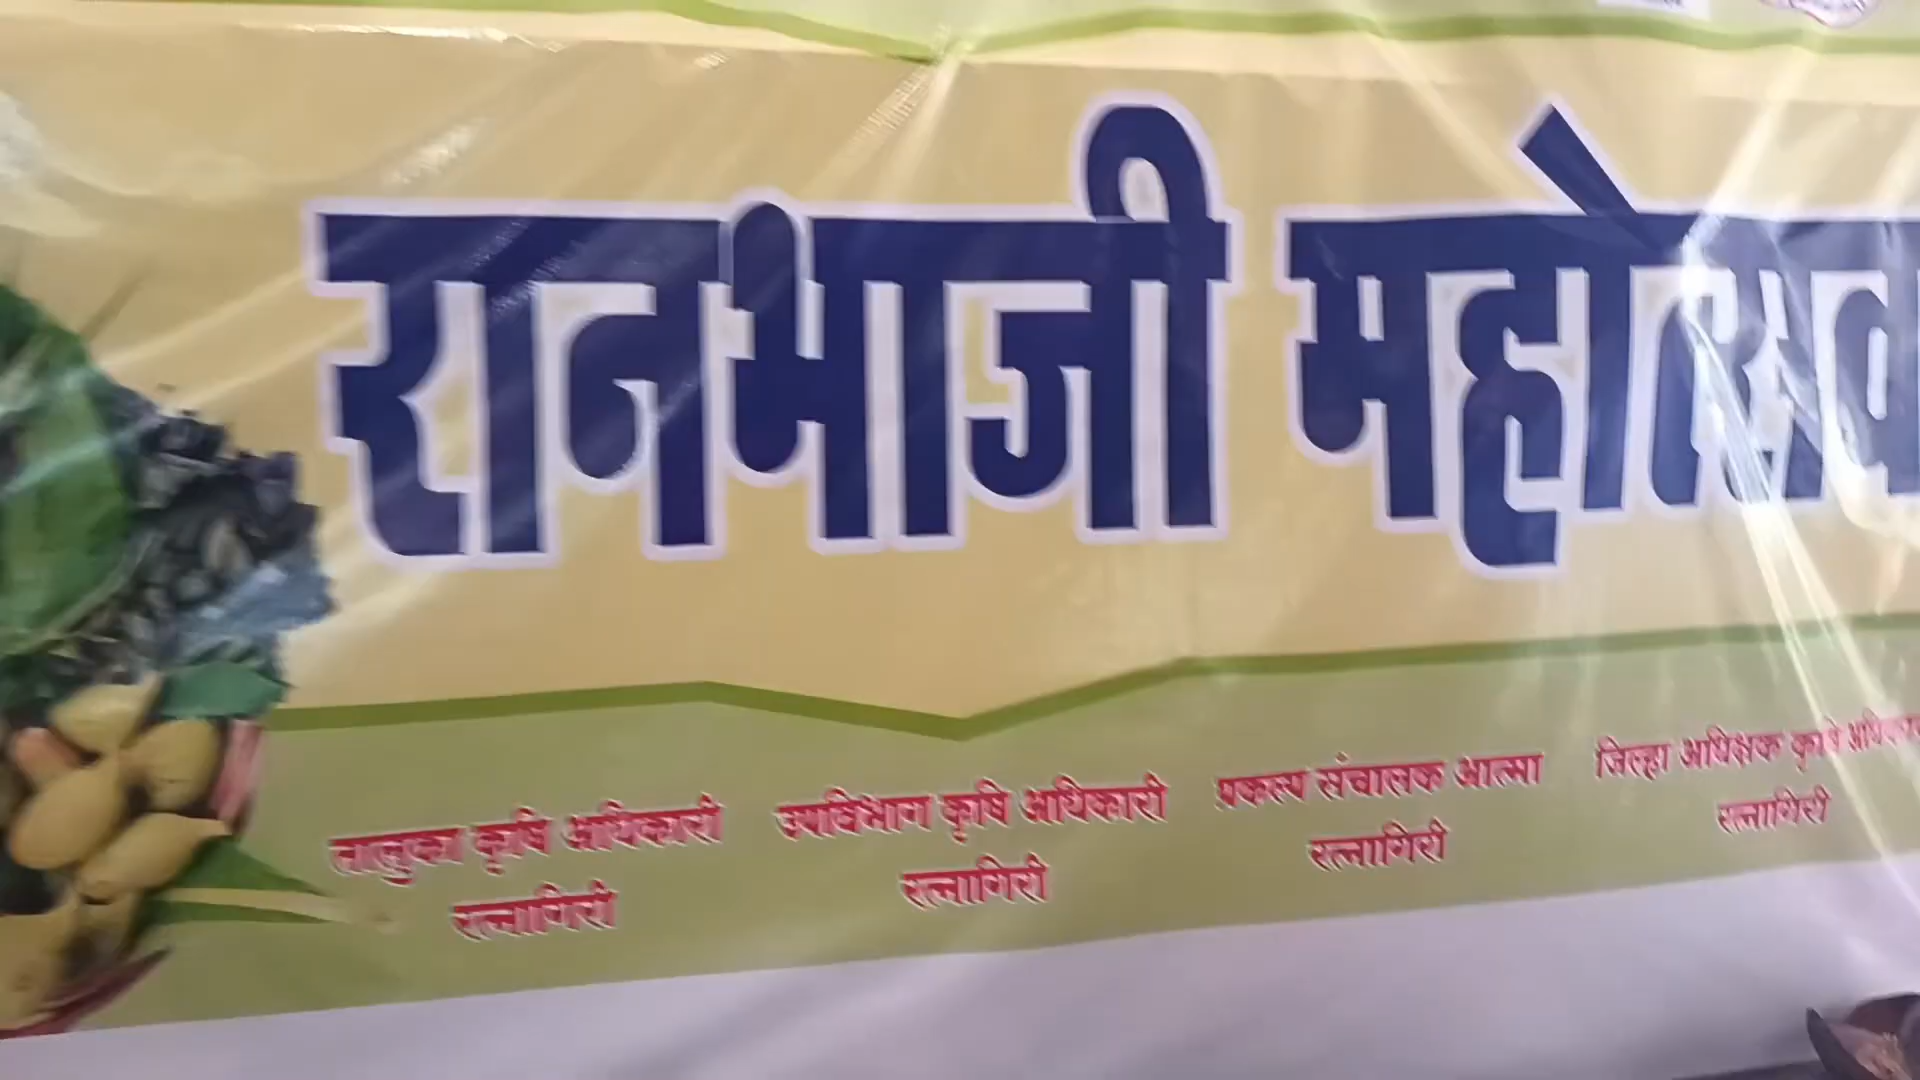 रानभाजी महोत्सव
तालुका कृषि अधिकारी
रत्नागिरी
उपविभाग कृषि अधिकारी
रत्नागिरी
प्रकल्प संचालक आत्मा
रत्नागिरी
जिल्हा अधिक्षक कृषि
रत्नागिरी